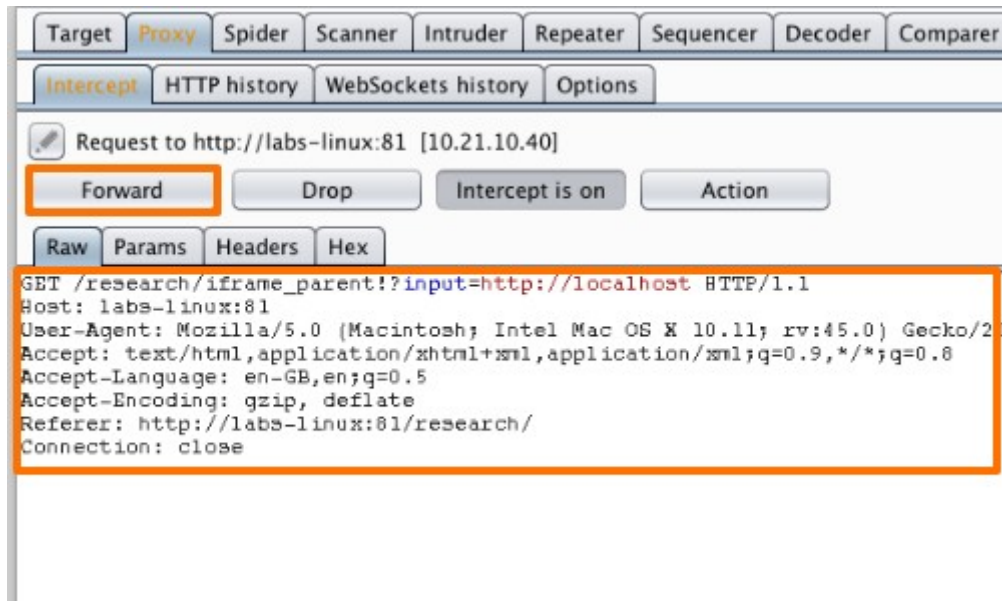 Target Proxy Spider Scanner Intruder Repeater Sequencer Decoder Comparer
Intercept HTTP history WebSockets history Options
Request to http://labs-linux:81 [10.21.10.40]
Forward Drop Intercept is on Action
Raw Params Headers Hex
GET /research/iframe_parent!?input=http://localhost HTTP/1.1
Host: labs-linux:81
User-Agent: Mozilla/5.0 (Macintosh; Intel Mac OS X 10.11; rv:45.0) Gecko/2
Accept: text/html,application/xhtml+xml,application/xml;q=0.9,*/*;q=0.8
Accept-Language: en-GB,en;q=0.5
Accept-Encoding: gzip, deflate
Referer: http://labs-linux:81/research/
Connection: close